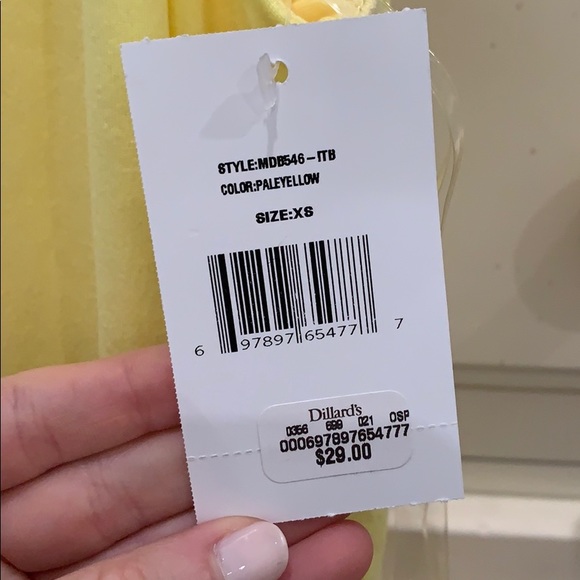 STYLE:MDB546-ITB
COLOR:PALEYELLOW
SIZE:XS
6 97897 65477 7
Dillard's
0356 699 021 OSP
000697897654777
$29.00